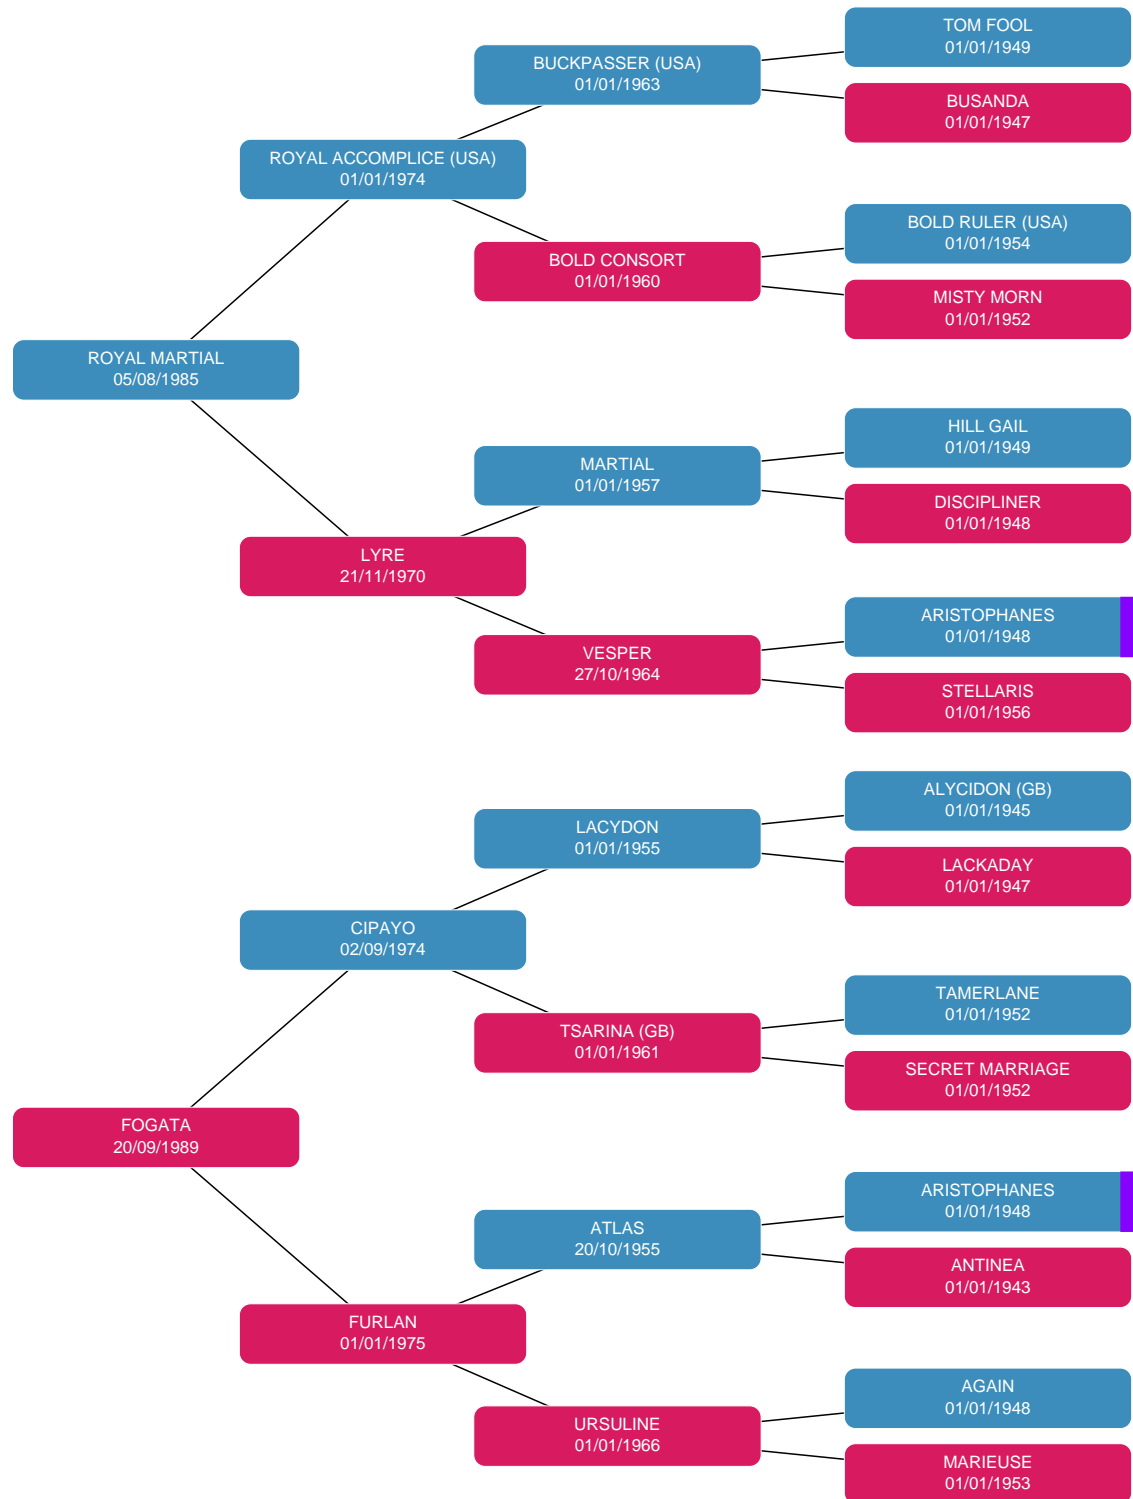 TOM FOOL
01/01/1949
BUCKPASSER (USA)
01/01/1963
BUSANDA
01/01/1947
ROYAL ACCOMPLICE (USA)
01/01/1974
BOLD RULER (USA)
01/01/1954
BOLD CONSORT
01/01/1960
MISTY MORN
01/01/1952
ROYAL MARTIAL
05/08/1985
HILL GAIL
01/01/1949
MARTIAL
01/01/1957
DISCIPLINER
01/01/1948
LYRE
21/11/1970
ARISTOPHANES
01/01/1948
VESPER
27/10/1964
STELLARIS
01/01/1956
ALYCIDON (GB)
01/01/1945
LACYDON
01/01/1955
LACKADAY
01/01/1947
CIPAYO
02/09/1974
TAMERLANE
01/01/1952
TSARINA (GB)
01/01/1961
SECRET MARRIAGE
01/01/1952
FOGATA
20/09/1989
ARISTOPHANES
01/01/1948
ATLAS
20/10/1955
ANTINEA
01/01/1943
FURLAN
01/01/1975
AGAIN
01/01/1948
URSULINE
01/01/1966
MARIEUSE
01/01/1953